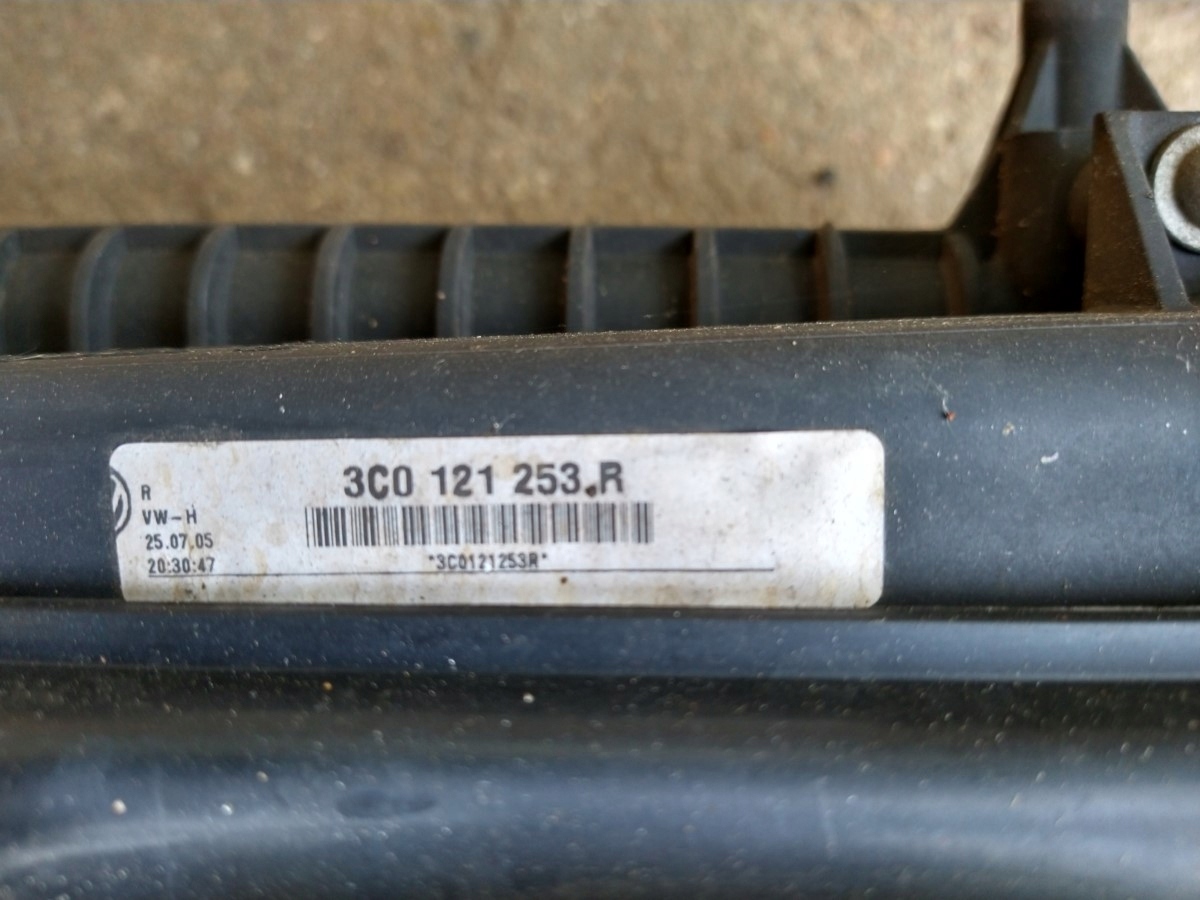 3C0 121 253 R
R
VW-H
25.07.05
20:30:47
*3C0121253R*